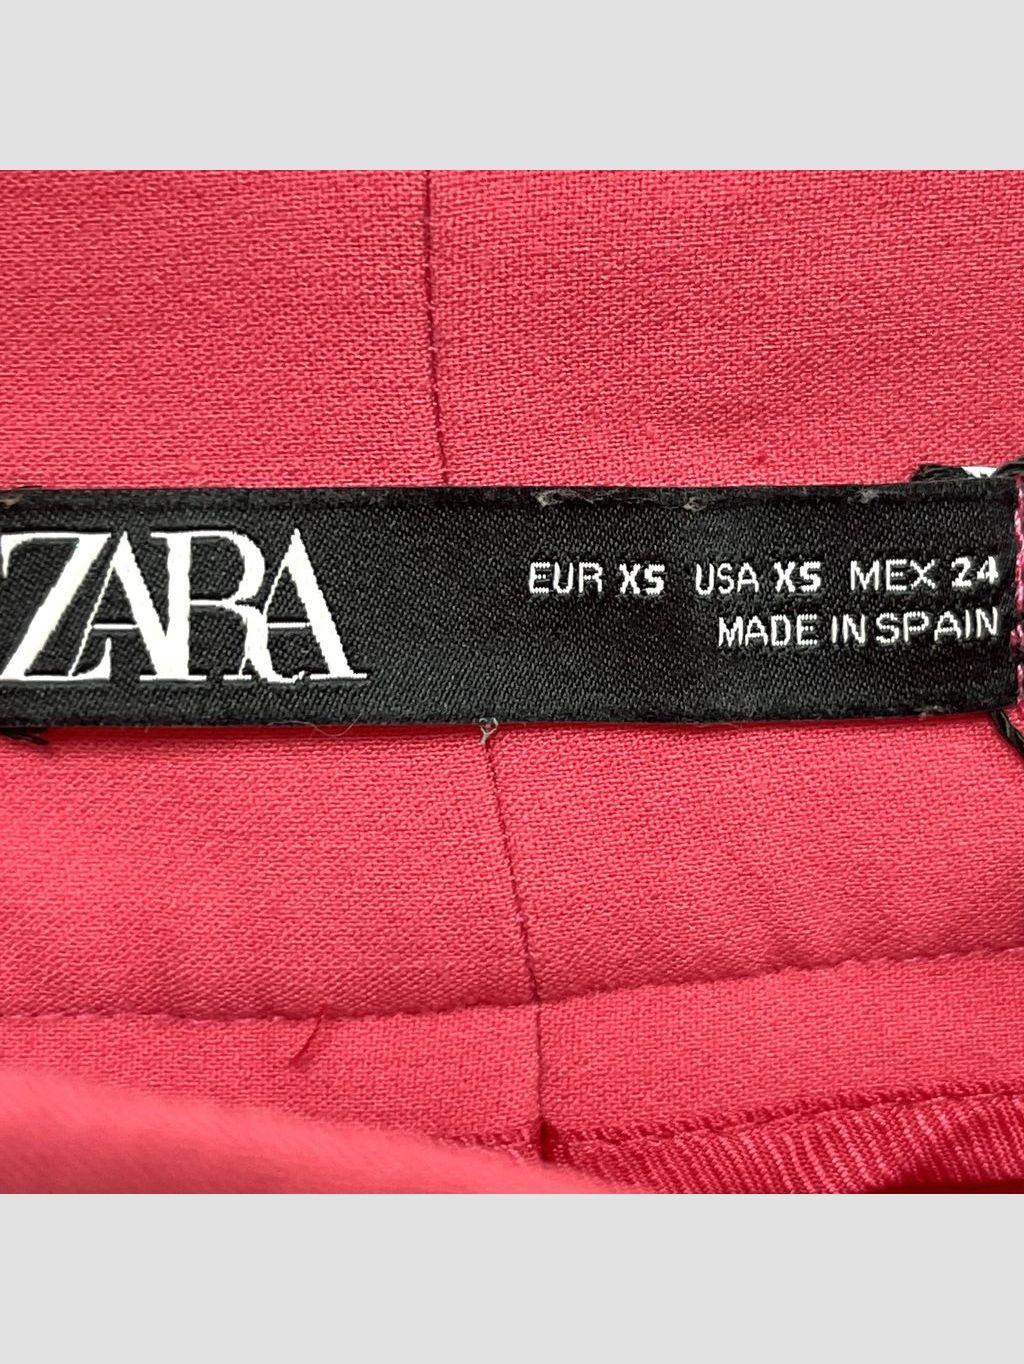 ZARA
EUR XS USA XS MEX 24
MADE IN SPAIN